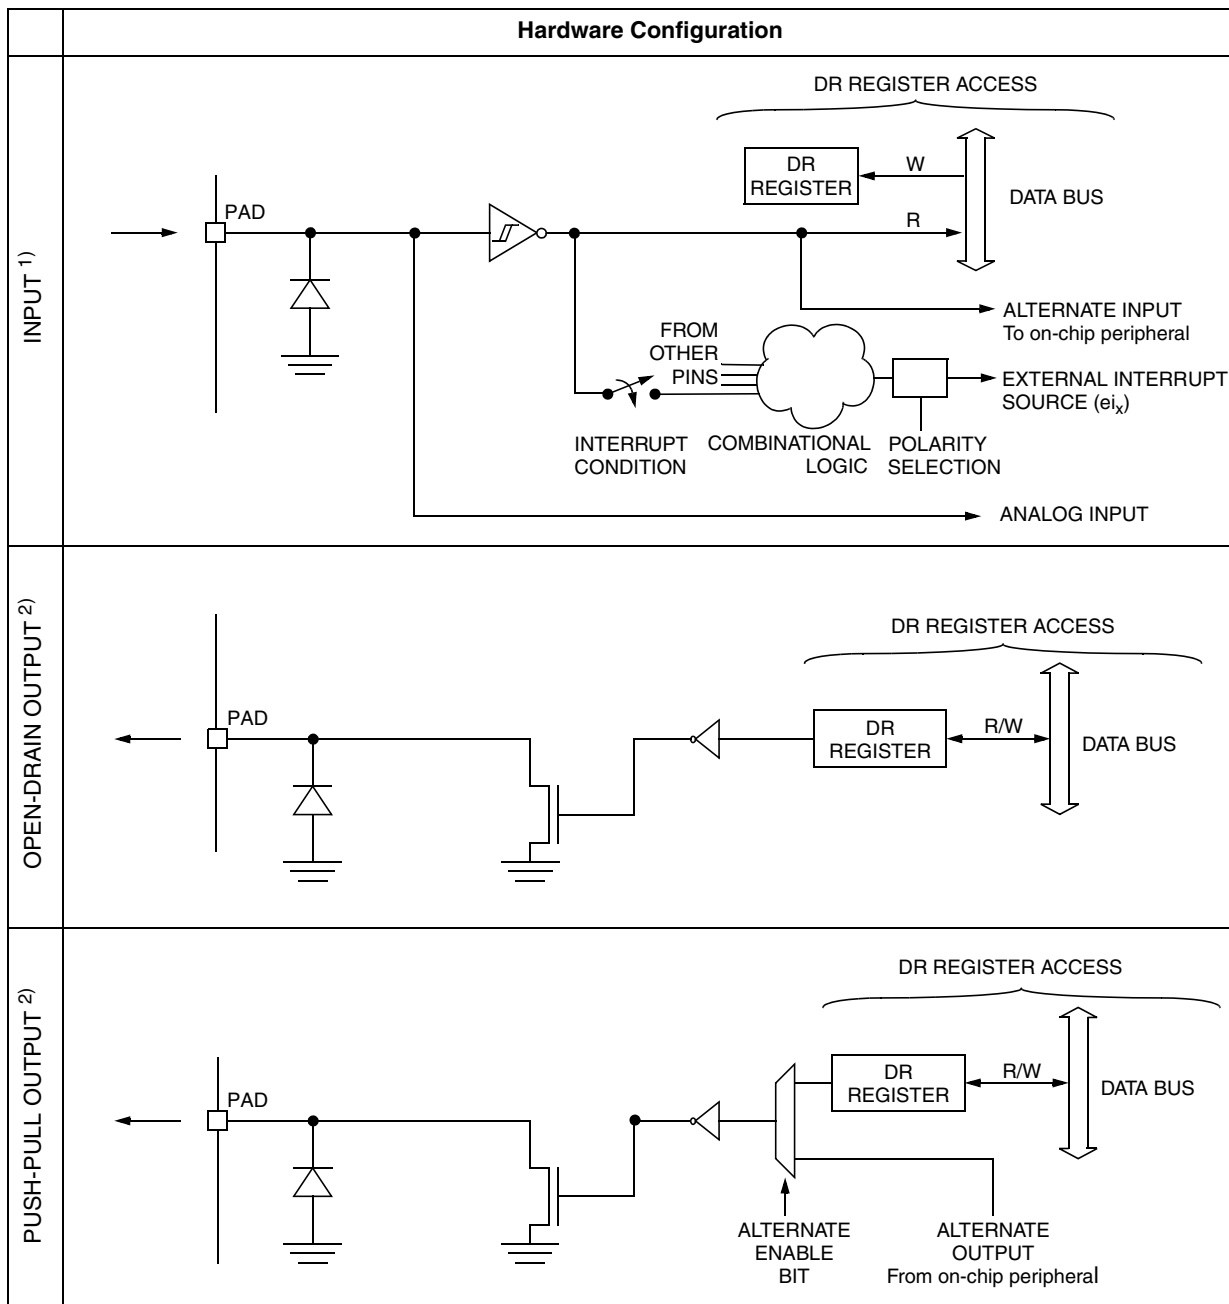 Hardware Configuration
INPUT 1)
DR REGISTER ACCESS
DR
REGISTER
W
DATA BUS
PAD
R
ALTERNATE INPUT
To on-chip peripheral
FROM
OTHER
PINS
EXTERNAL INTERRUPT
SOURCE (eix)
INTERRUPT
CONDITION
COMBINATIONAL
LOGIC
POLARITY
SELECTION
ANALOG INPUT
OPEN-DRAIN OUTPUT 2)
DR REGISTER ACCESS
PAD
DR
REGISTER
R/W
DATA BUS
PUSH-PULL OUTPUT 2)
DR REGISTER ACCESS
PAD
DR
REGISTER
R/W
DATA BUS
ALTERNATE
ENABLE
BIT
ALTERNATE
OUTPUT
From on-chip peripheral